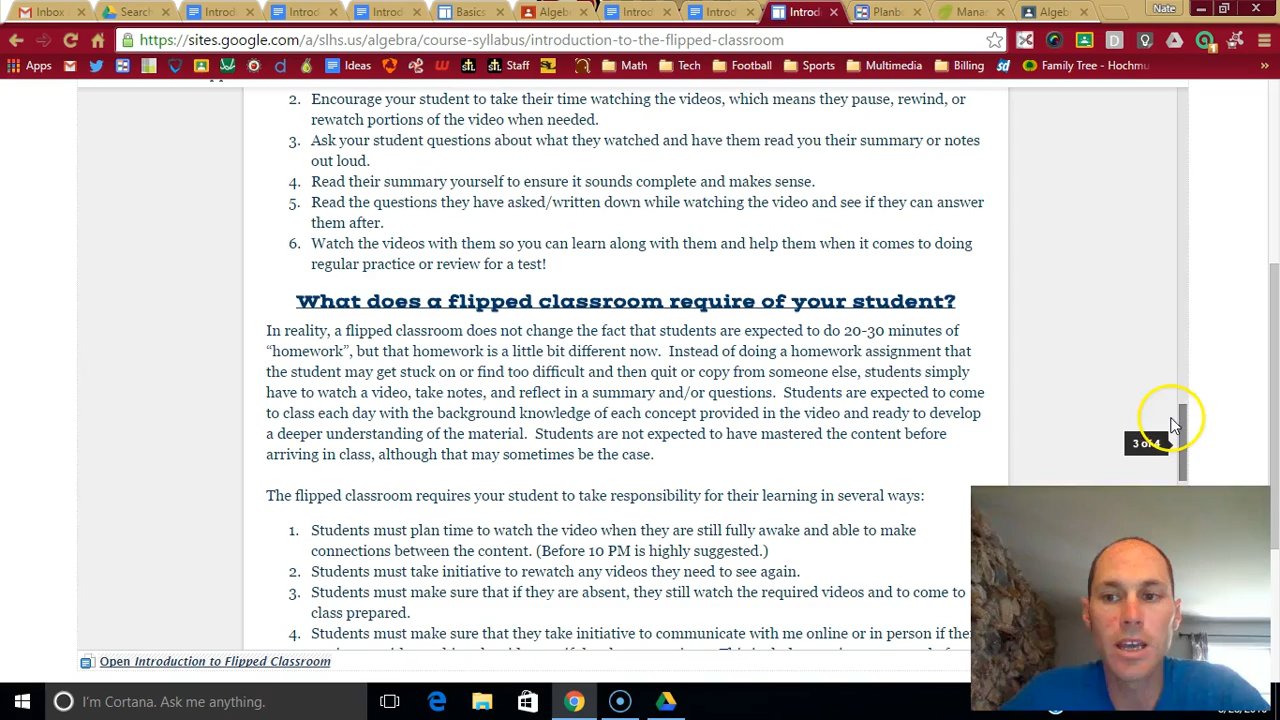 Inbox
Search
Introd
Introd
Introd
Basics
Algebr
Introd
Introd
Introd
Planb
Mana
Algebr
Nate
https://sites.google.com/a/slhs.us/algebra/course-syllabus/introduction-to-the-flipped-classroom
Apps
Ideas
Staff
Math
Tech
Football
Sports
Multimedia
Billing
Family Tree - Hochmu
2. Encourage your student to take their time watching the videos, which means they pause, rewind, or
rewatch portions of the video when needed.
3. Ask your student questions about what they watched and have them read you their summary or notes
out loud.
4. Read their summary yourself to ensure it sounds complete and makes sense.
5. Read the questions they have asked/written down while watching the video and see if they can answer
them after.
6. Watch the videos with them so you can learn along with them and help them when it comes to doing
regular practice or review for a test!
What does a flipped classroom require of your student?
In reality, a flipped classroom does not change the fact that students are expected to do 20-30 minutes of
“homework”, but that homework is a little bit different now. Instead of doing a homework assignment that
the student may get stuck on or find too difficult and then quit or copy from someone else, students simply
have to watch a video, take notes, and reflect in a summary and/or questions. Students are expected to come
to class each day with the background knowledge of each concept provided in the video and ready to develop
a deeper understanding of the material. Students are not expected to have mastered the content before
arriving in class, although that may sometimes be the case.
3 of 4
The flipped classroom requires your student to take responsibility for their learning in several ways:
1. Students must plan time to watch the video when they are still fully awake and able to make
connections between the content. (Before 10 PM is highly suggested.)
2. Students must take initiative to rewatch any videos they need to see again.
3. Students must make sure that if they are absent, they still watch the required videos and to come to
class prepared.
4. Students must make sure that they take initiative to communicate with me online or in person if the
Open Introduction to Flipped Classroom
I'm Cortana. Ask me anything.